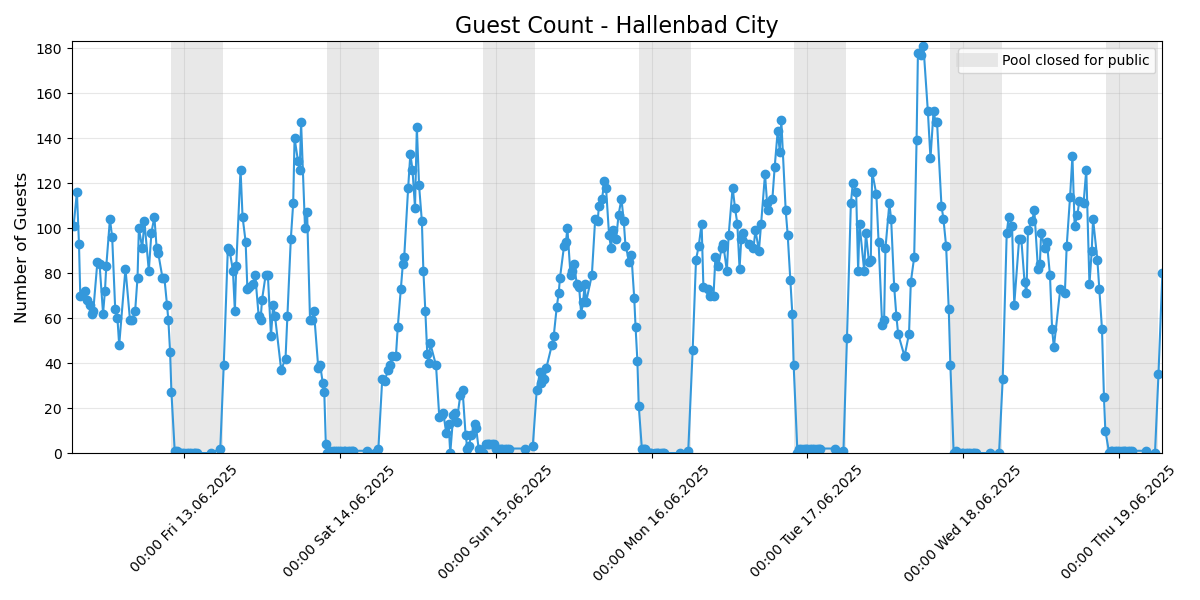 Guest Count - Hallenbad City
Pool closed for public
Number of Guests
180
160
140
120
100
80
60
40
20
0
00:00 Fri 13.06.2025
00:00 Sat 14.06.2025
00:00 Sun 15.06.2025
00:00 Mon 16.06.2025
00:00 Tue 17.06.2025
00:00 Wed 18.06.2025
00:00 Thu 19.06.2025